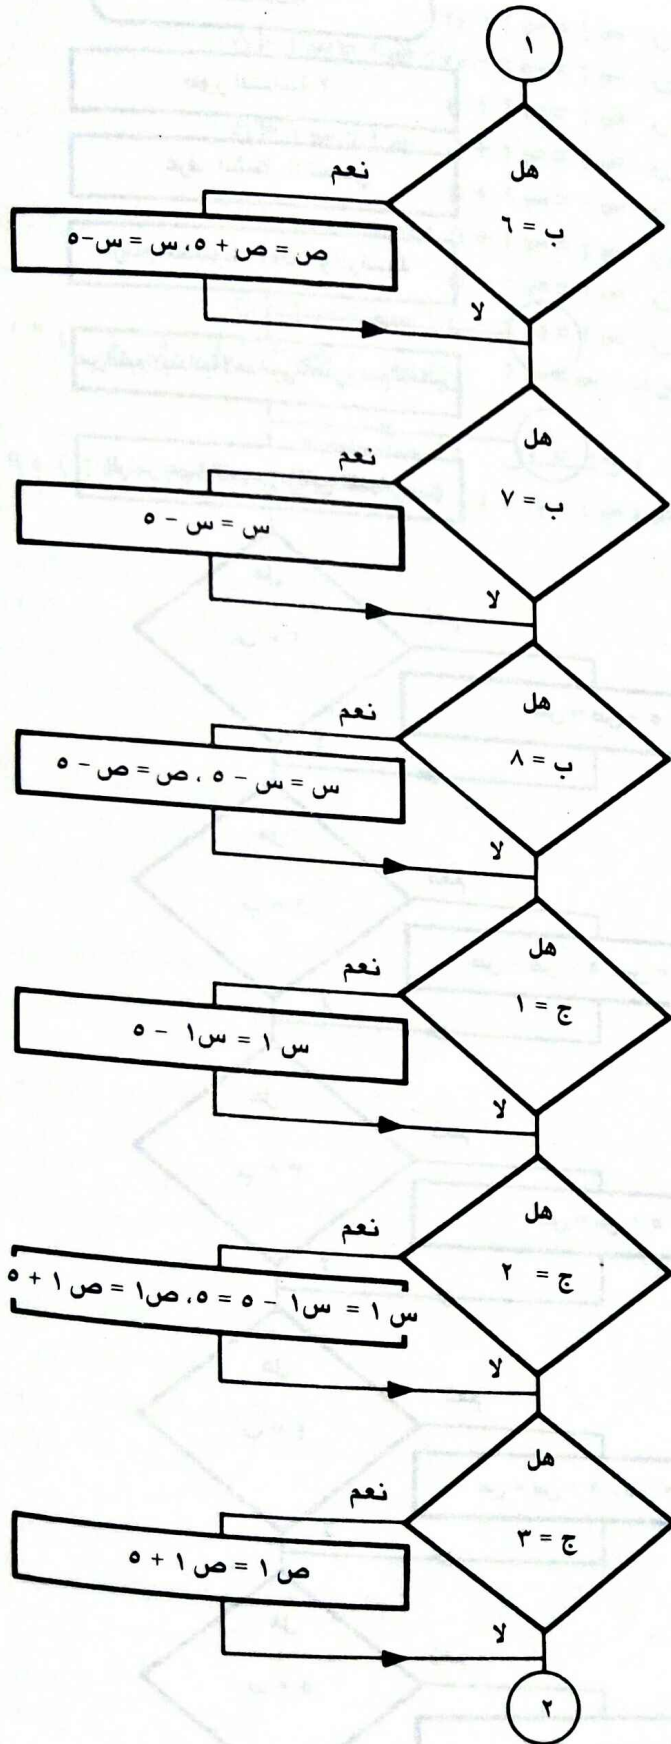 ١
هل
ب = ٦
نعم
ص = ص + ٥، س = س-٥
لا
هل
ب = ٧
نعم
س = س - ٥
لا
هل
ب = ٨
نعم
س = س - ٥ ، ص = ص - ٥
لا
هل
ج = ١
نعم
س ١ = س١ - ٥
لا
هل
ج = ٢
نعم
س ١ = س١ - ٥ = ٥، ص١ = ص ١ + ٥
لا
هل
ج = ٣
نعم
ص ١ = ص ١ + ٥
لا
٢